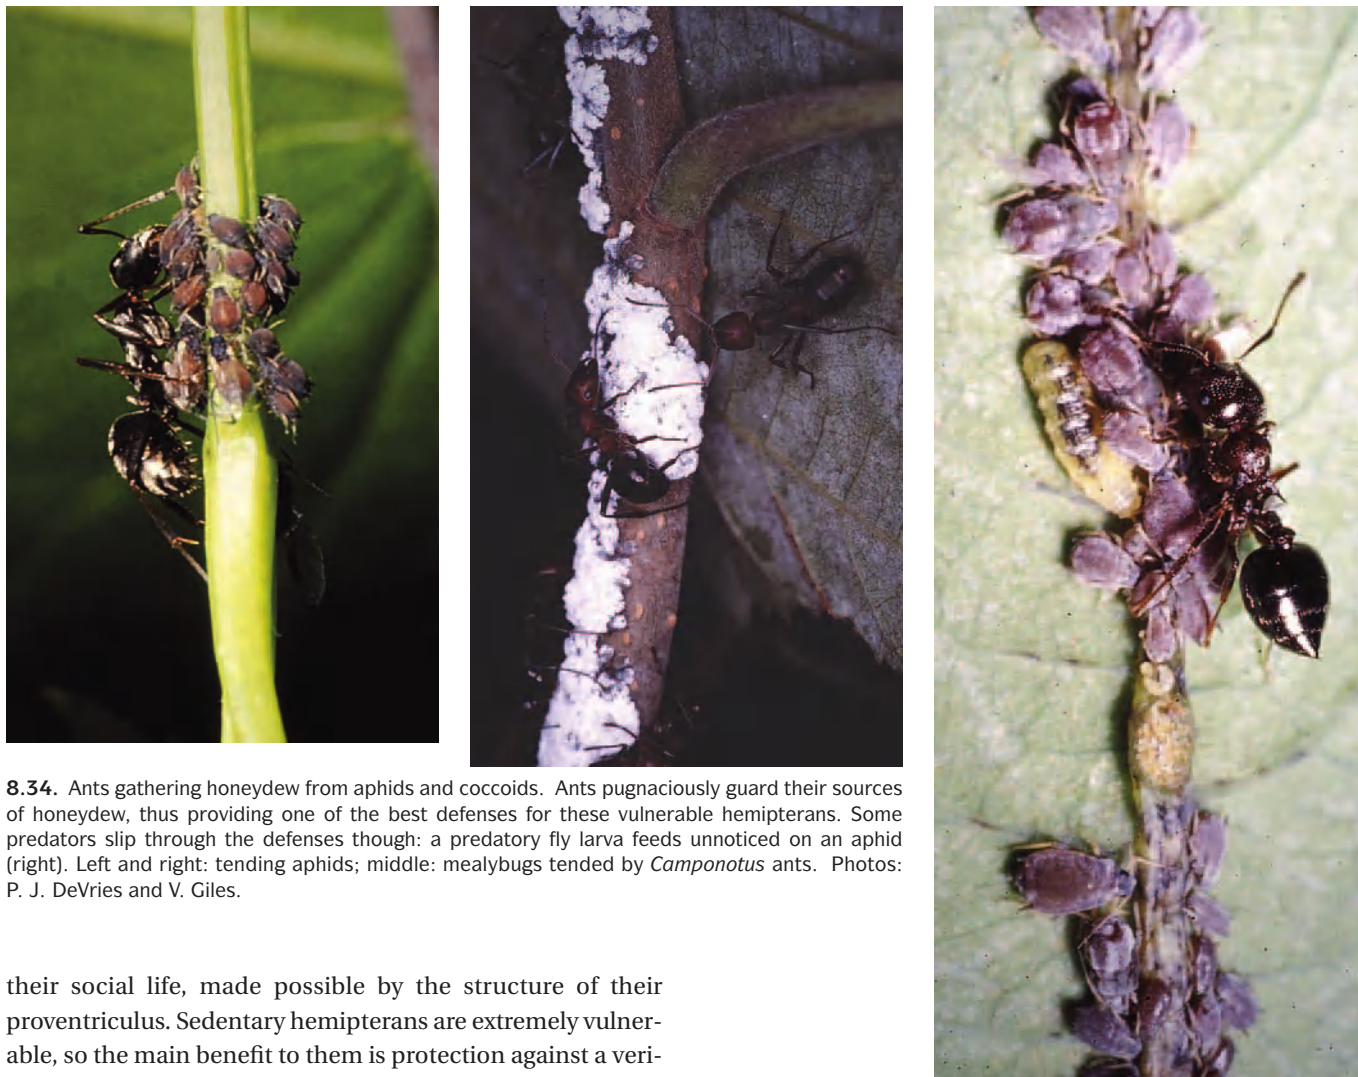 8.34. Ants gathering honeydew from aphids and coccoids. Ants pugnaciously guard their sources
of honeydew, thus providing one of the best defenses for these vulnerable hemipterans. Some
predators slip through the defenses though: a predatory fly larva feeds unnoticed on an aphid
(right). Left and right: tending aphids; middle: mealybugs tended by Camponotus ants. Photos:
P. J. DeVries and V. Giles.
their social life, made possible by the structure of their
proventriculus. Sedentary hemipterans are extremely vulner-
able, so the main benefit to them is protection against a veri-